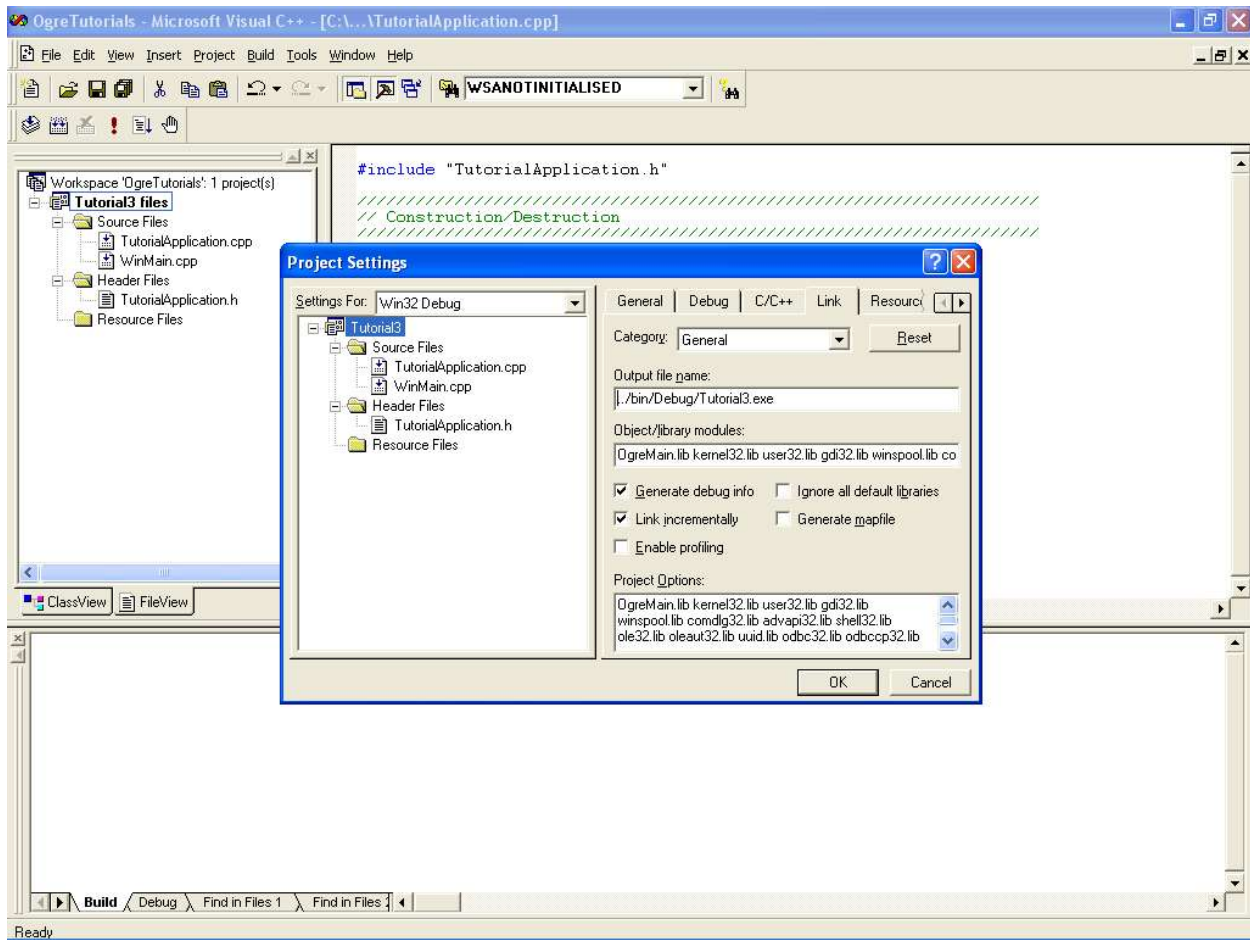 OgreTutorials - Microsoft Visual C++ - [C:\...\TutorialApplication.cpp]
File Edit View Insert Project Build Tools Window Help
WSANOTINITIALISED
Workspace 'OgreTutorials': 1 project(s)
Tutorial3 files
Source Files
TutorialApplication.cpp
WinMain.cpp
Header Files
TutorialApplication.h
Resource Files
ClassView FileView
#include "TutorialApplication.h"
//////////////////////////////////////////////////////////////////////
// Construction/Destruction
//////////////////////////////////////////////////////////////////////
Project Settings
Settings For: Win32 Debug
Tutorial3
Source Files
TutorialApplication.cpp
WinMain.cpp
Header Files
TutorialApplication.h
Resource Files
General Debug C/C++ Link
Category: General Reset
Output file name:
../bin/Debug/Tutorial3.exe
Object/library modules:
OgreMain.lib kernel32.lib user32.lib gdi32.lib winspool.lib co
Generate debug info Ignore all default libraries
Link incrementally Generate mapfile
Enable profiling
Project Options:
OgreMain.lib kernel32.lib user32.lib gdi32.lib
winspool.lib comdlg32.lib advapi32.lib shell32.lib
ole32.lib oleaut32.lib uuid.lib odbc32.lib odbccp32.lib
OK Cancel
Build Debug Find in Files 1 Find in Files
Ready